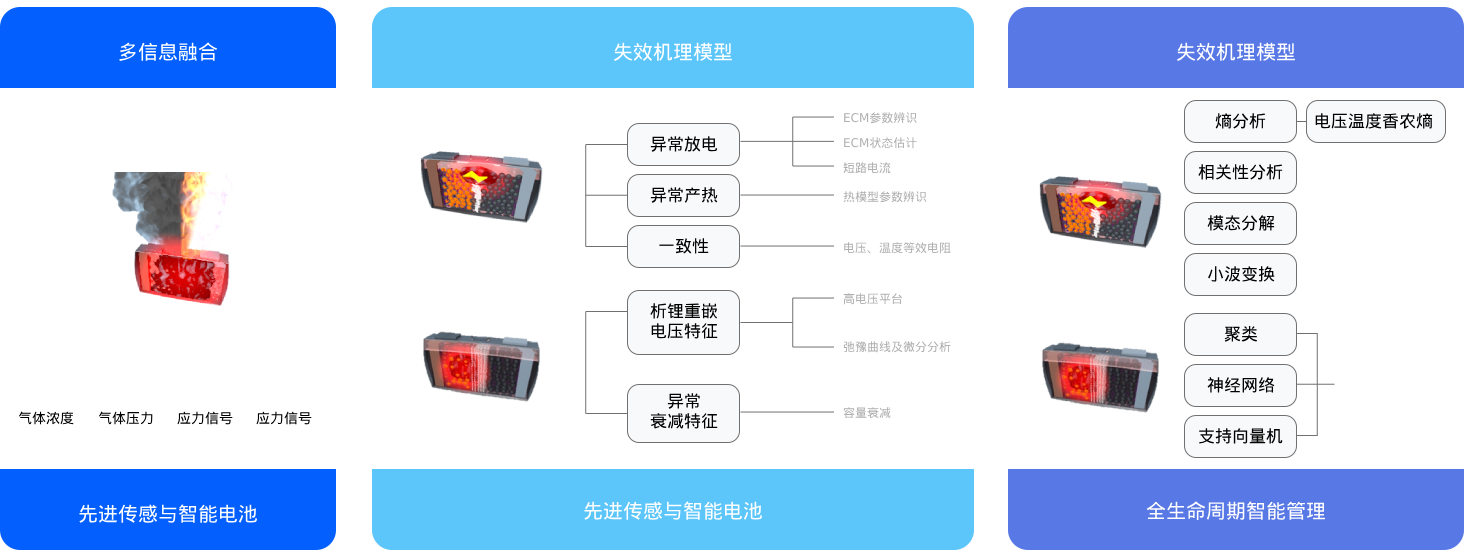 多信息融合
气体浓度
气体压力
应力信号
应力信号
先进传感与智能电池
失效机理模型
异常放电
ECM参数辨识
ECM状态估计
短路电流
异常产热
热模型参数辨识
一致性
电压、温度等效电阻
析锂重嵌
电压特征
高电压平台
弛豫曲线及微分分析
异常
衰减特征
容量衰减
先进传感与智能电池
失效机理模型
熵分析
电压温度香农熵
相关性分析
模态分解
小波变换
聚类
神经网络
支持向量机
全生命周期智能管理